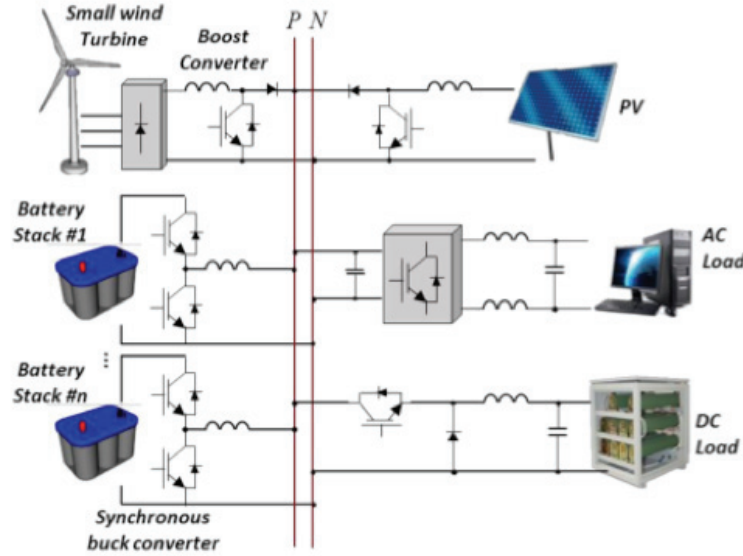 Small wind
Turbine
Boost
Converter
P N
PV
Battery
Stack #1
AC
Load
Battery
Stack #n
DC
Load
Synchronous
buck converter